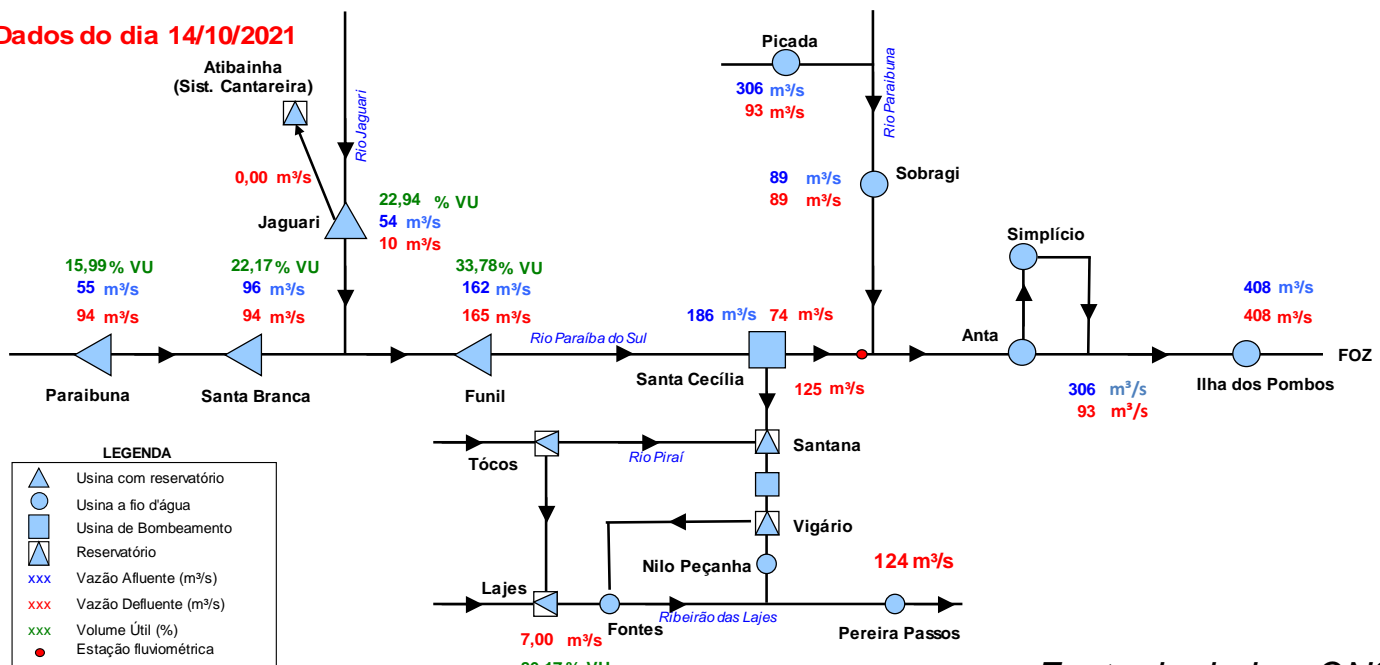 Dados do dia 14/10/2021
Atibainha
(Sist. Cantareira)
Rio Jaguari
0,00 m³/s
Jaguari
22,94 % VU
54 m³/s
10 m³/s
Picada
306 m³/s
93 m³/s
Rio Paraibuna
89 m³/s
89 m³/s
Sobragi
Simplício
15,99 % VU
55 m³/s
94 m³/s
Paraibuna
22,17 % VU
96 m³/s
94 m³/s
Santa Branca
33,78 % VU
162 m³/s
165 m³/s
Funil
Rio Paraíba do Sul
186 m³/s 74 m³/s
Santa Cecília
125 m³/s
Anta
306 m³/s
93 m³/s
408 m³/s
408 m³/s
Ilha dos Pombos
FOZ
Tócos
Rio Piraí
Santana
Vigário
Nilo Peçanha
124 m³/s
Lajes
7,00 m³/s
Fontes
Ribeirão das Lajes
Pereira Passos
LEGENDA
Usina com reservatório
Usina a fio d'água
Usina de Bombeamento
Reservatório
xxx Vazão Afluente (m³/s)
xxx Vazão Defluente (m³/s)
xxx Volume Útil (%)
Estação fluviométrica